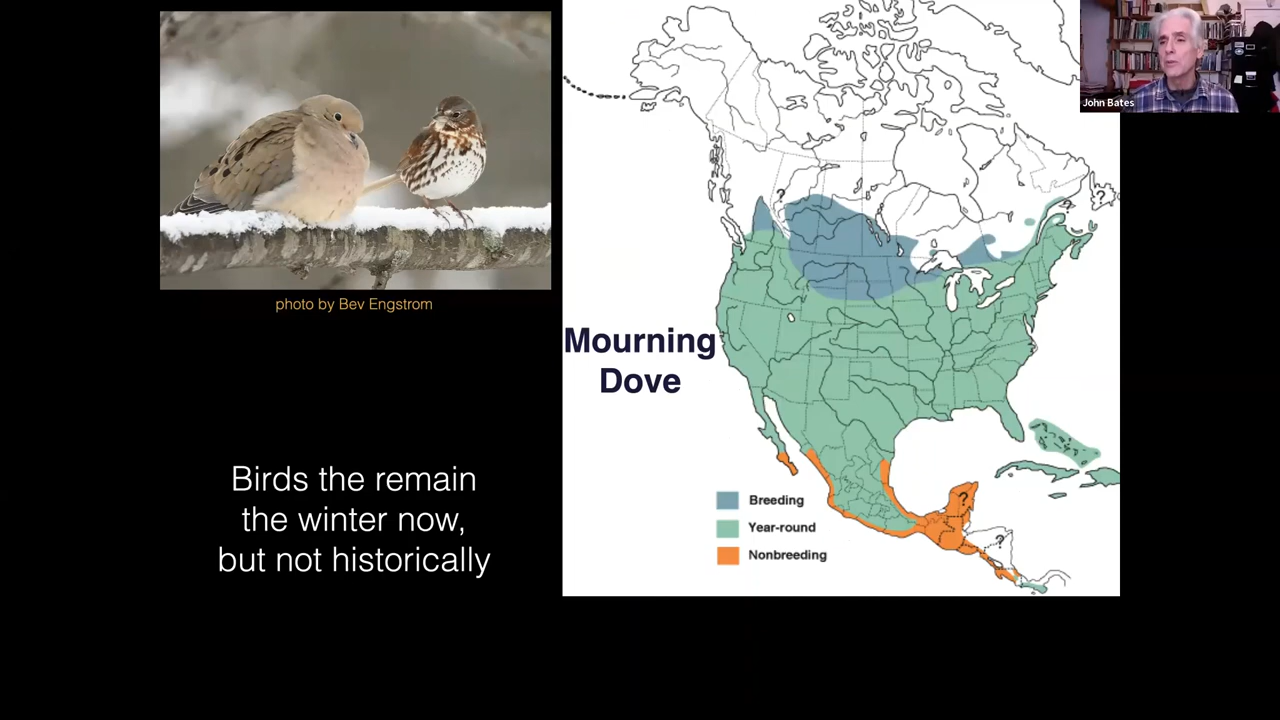 John Bates
photo by Bev Engstrom
Mourning
Dove
Birds the remain
the winter now,
but not historically
?
?
?
?
Breeding
Year-round
Nonbreeding